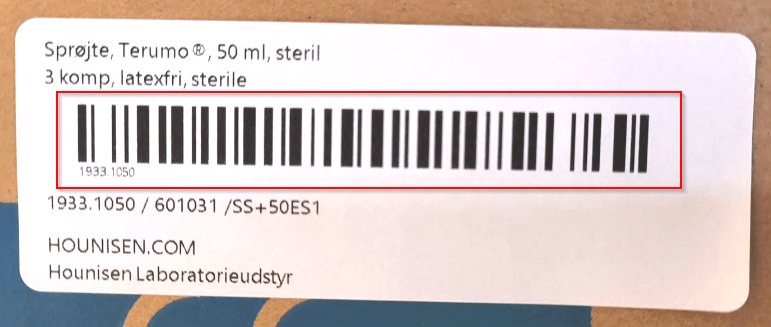 Sprøjte, Terumo®, 50 ml, steril
3 komp, latexfri, sterile
1933.1050
1933.1050 / 601031 /SS+50ES1
HOUNISEN.COM
Hounisen Laboratorieudstyr